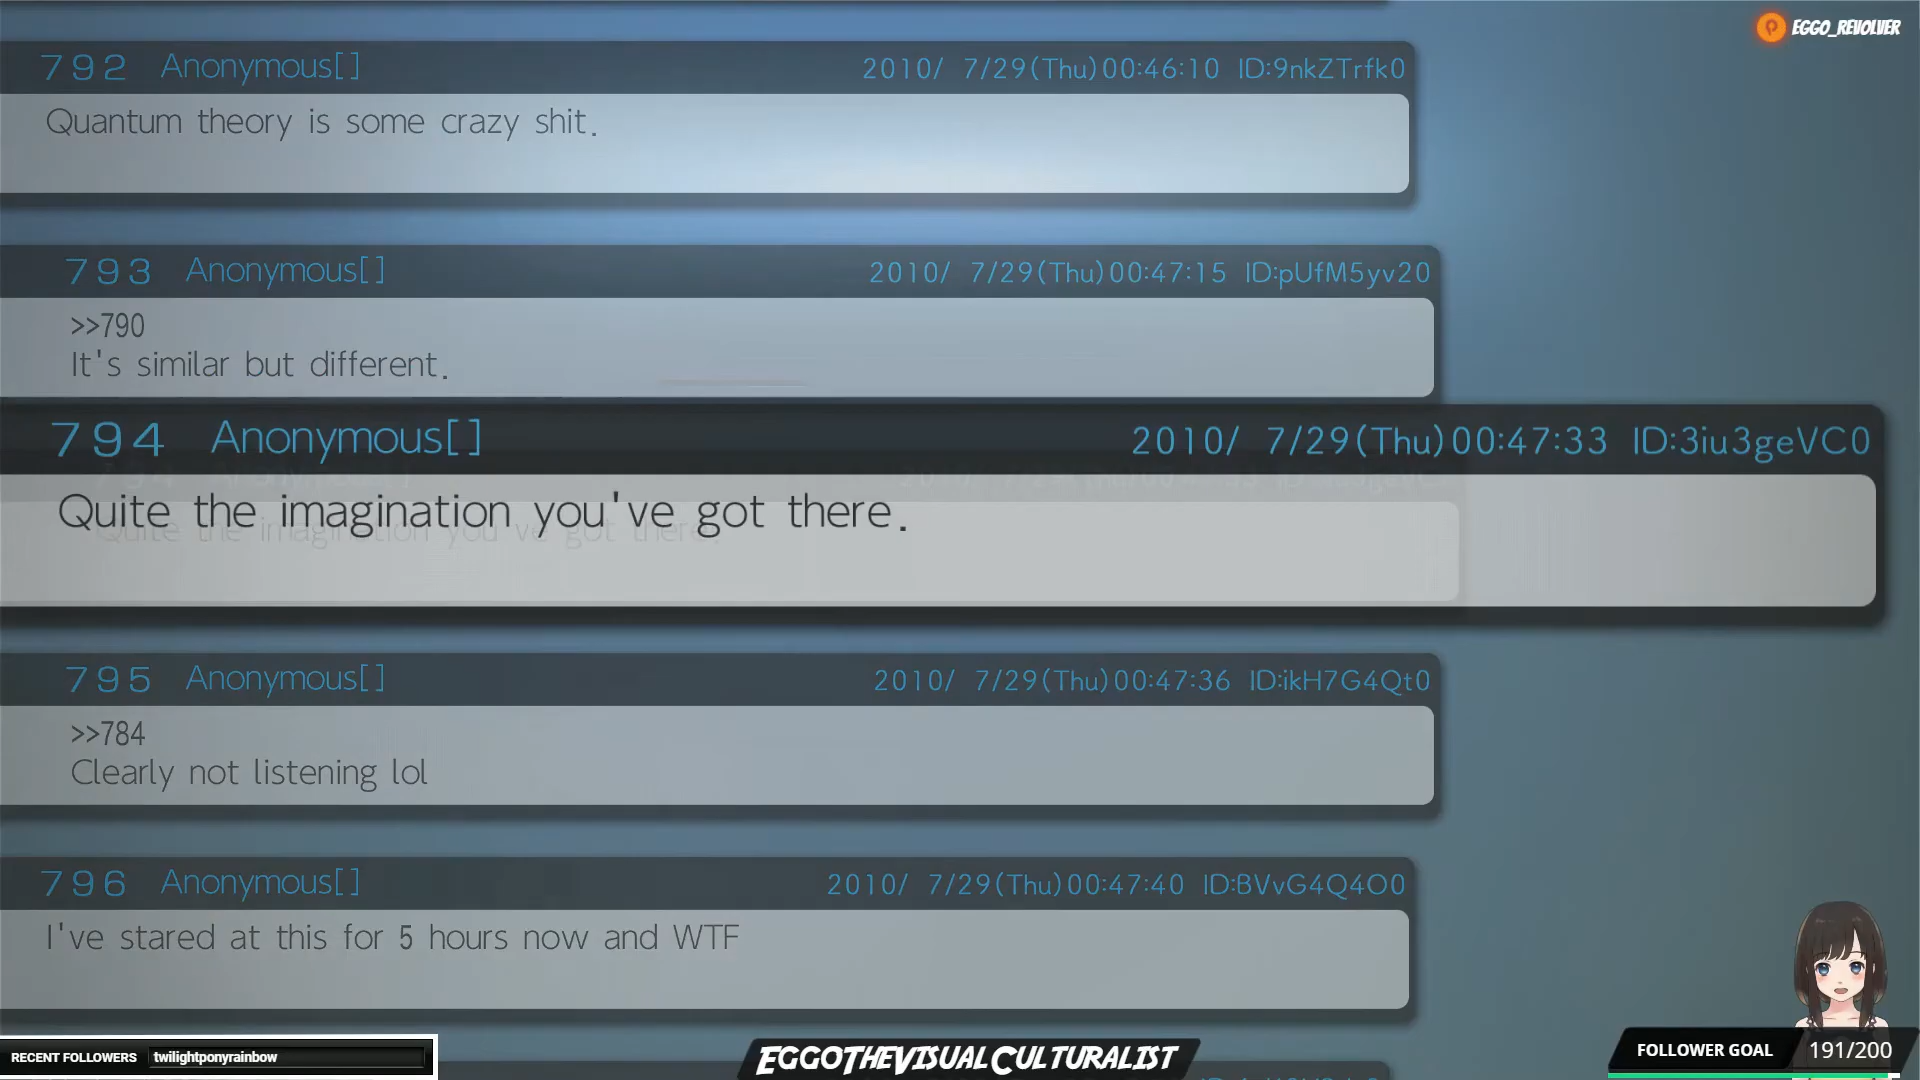 EGGO_REVOLVER
792 Anonymous[] 2010/ 7/29(Thu)00:46:10 ID:9nkZTrfk0
Quantum theory is some crazy shit.
793 Anonymous[] 2010/ 7/29(Thu)00:47:15 ID:pUfM5yv20
>>790
It's similar but different.
794 Anonymous[] 2010/ 7/29(Thu)00:47:33 ID:3iu3geVC0
Quite the imagination you've got there.
795 Anonymous[] 2010/ 7/29(Thu)00:47:36 ID:ikH7G4Qt0
>>784
Clearly not listening lol
796 Anonymous[] 2010/ 7/29(Thu)00:47:40 ID:BVvG4Q4O0
I've stared at this for 5 hours now and WTF
RECENT FOLLOWERS twilightponyrainbow
EGGOTHEVISUALCULTURALIST
FOLLOWER GOAL 191/200